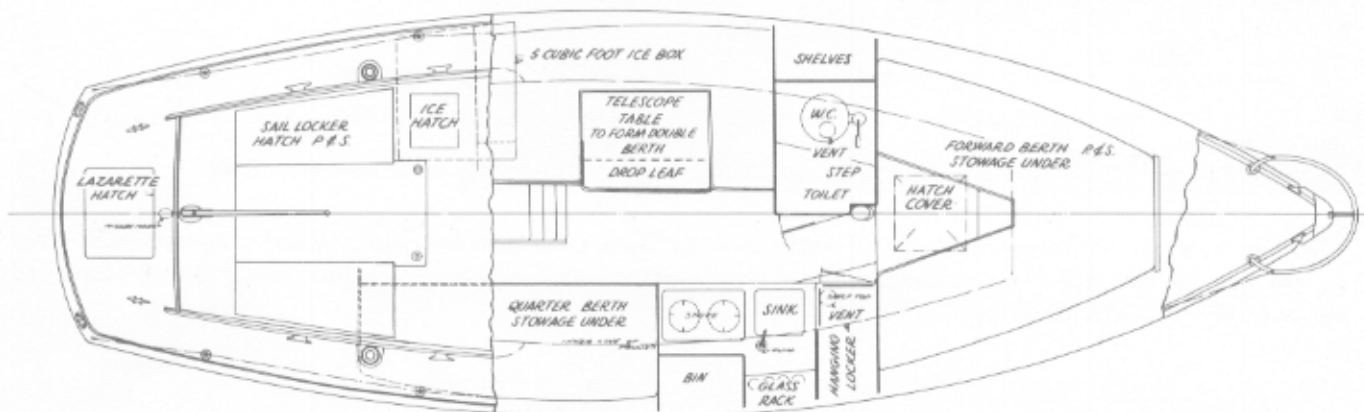 5 CUBIC FOOT ICE BOX
SHELVES
ICE
HATCH
SAIL LOCKER
HATCH P & S.
TELESCOPE
TABLE
TO FORM DOUBLE
BERTH
DROP LEAF
W.C.
VENT
STEP
TOILET
FORWARD BERTH P. & S.
STOWAGE UNDER
HATCH
COVER
LAZARETTE
HATCH
QUARTER BERTH
STOWAGE UNDER
STOVE
SINK
VENT
HANGING
LOCKER
BIN
GLASS
RACK